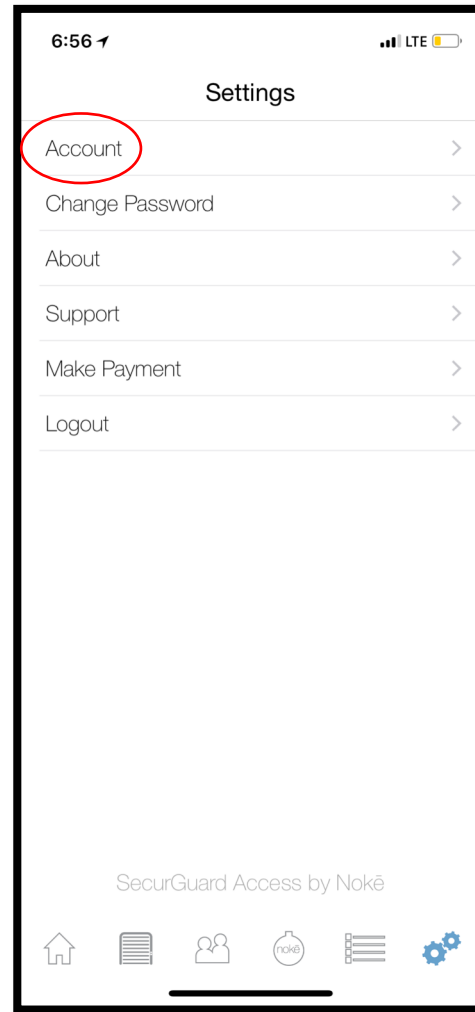 6:56
LTE
Settings
Account
Change Password
About
Support
Make Payment
Logout
SecurGuard Access by Nokē
nokē